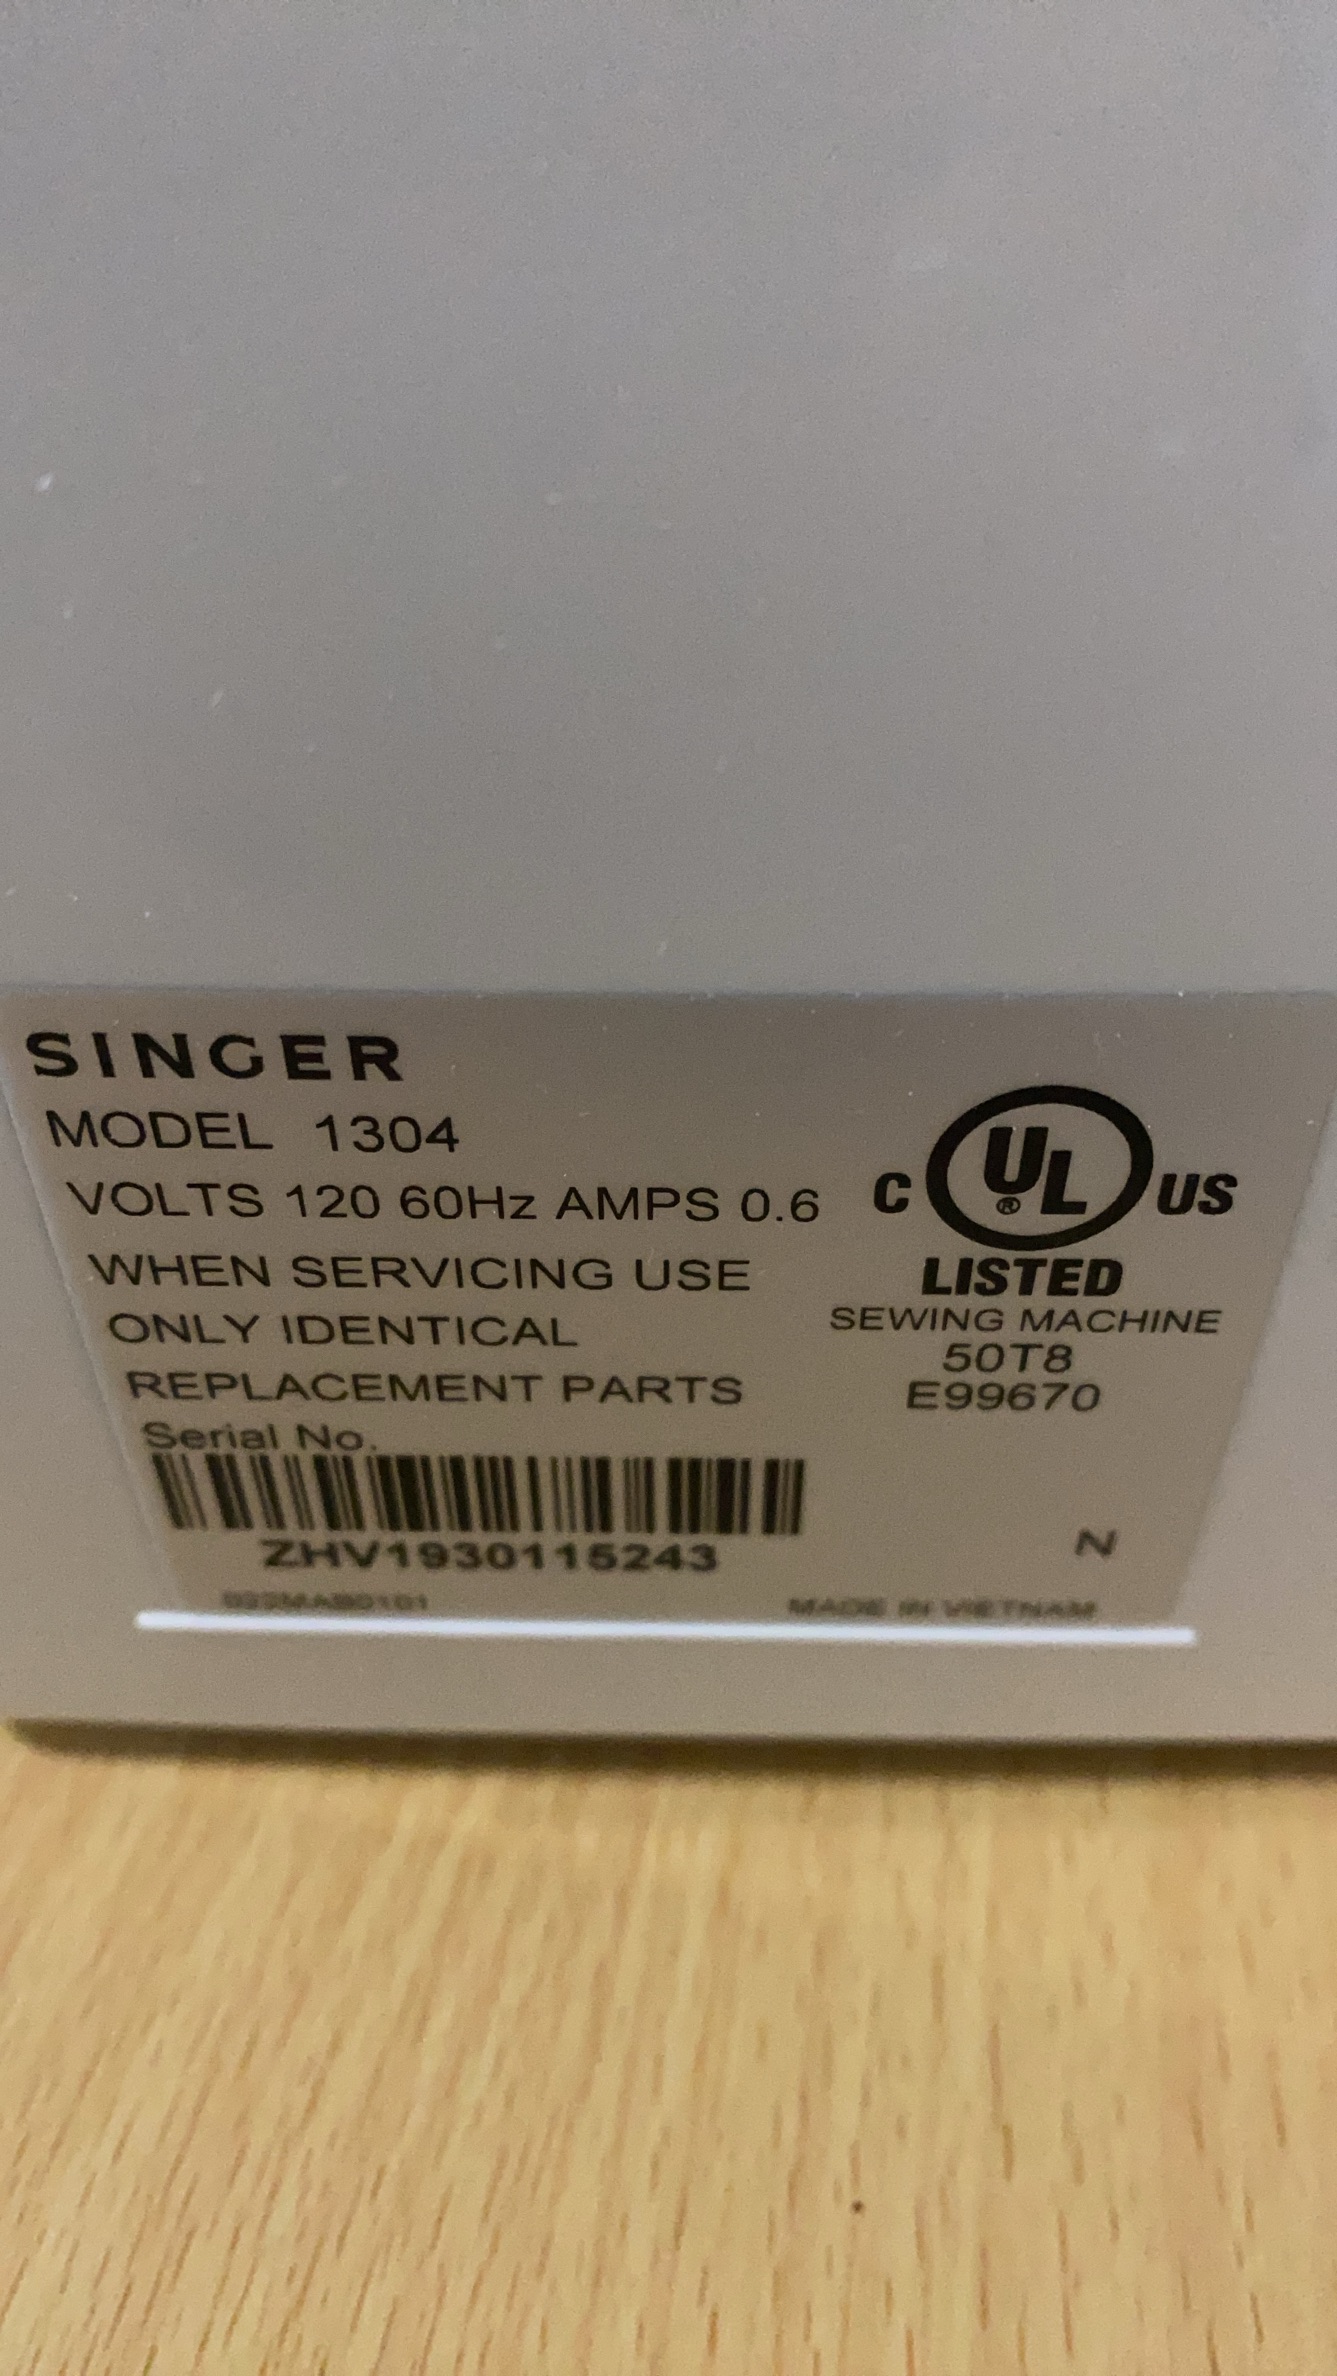 SINGER
MODEL 1304
VOLTS 120 60Hz AMPS 0.6
WHEN SERVICING USE
ONLY IDENTICAL
REPLACEMENT PARTS
Serial No.
ZHV1930115243
C UL ® US
LISTED
SEWING MACHINE
50T8
E99670
N
MADE IN VIETNAM